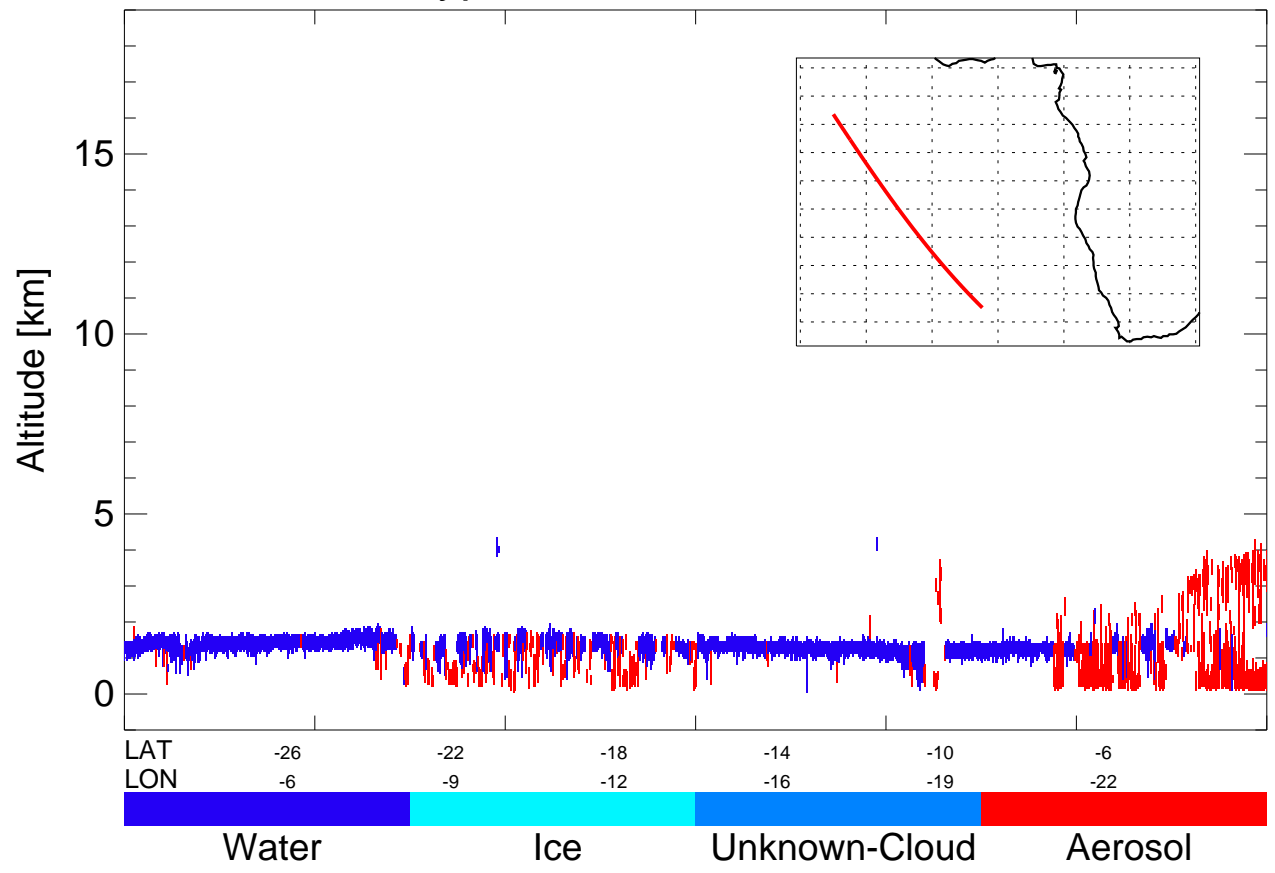 15
10
5
0
Altitude [km]
LAT -26 -22 -18 -14 -10 -6
LON -6 -9 -12 -16 -19 -22
Water Ice Unknown-Cloud Aerosol